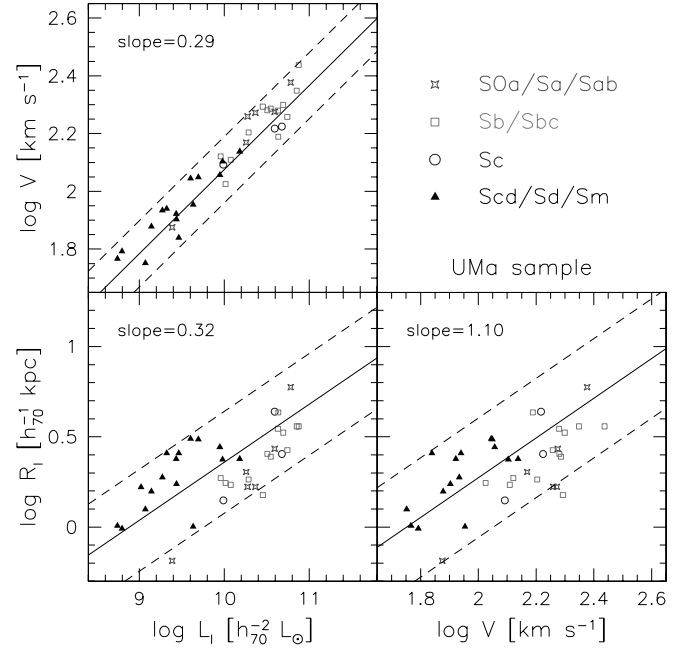 2.6
2.4
2.2
2
1.8
log V [km s⁻¹]
slope=0.29
SOa/Sa/Sab
Sb/Sbc
Sc
Scd/Sd/Sm
UMa sample
1
0.5
0
log R_I [h₇₀⁻¹ kpc]
slope=0.32
slope=1.10
9
10
11
1.8
2
2.2
2.4
2.6
log L_I [h₇₀⁻² L_⊙]
log V [km s⁻¹]